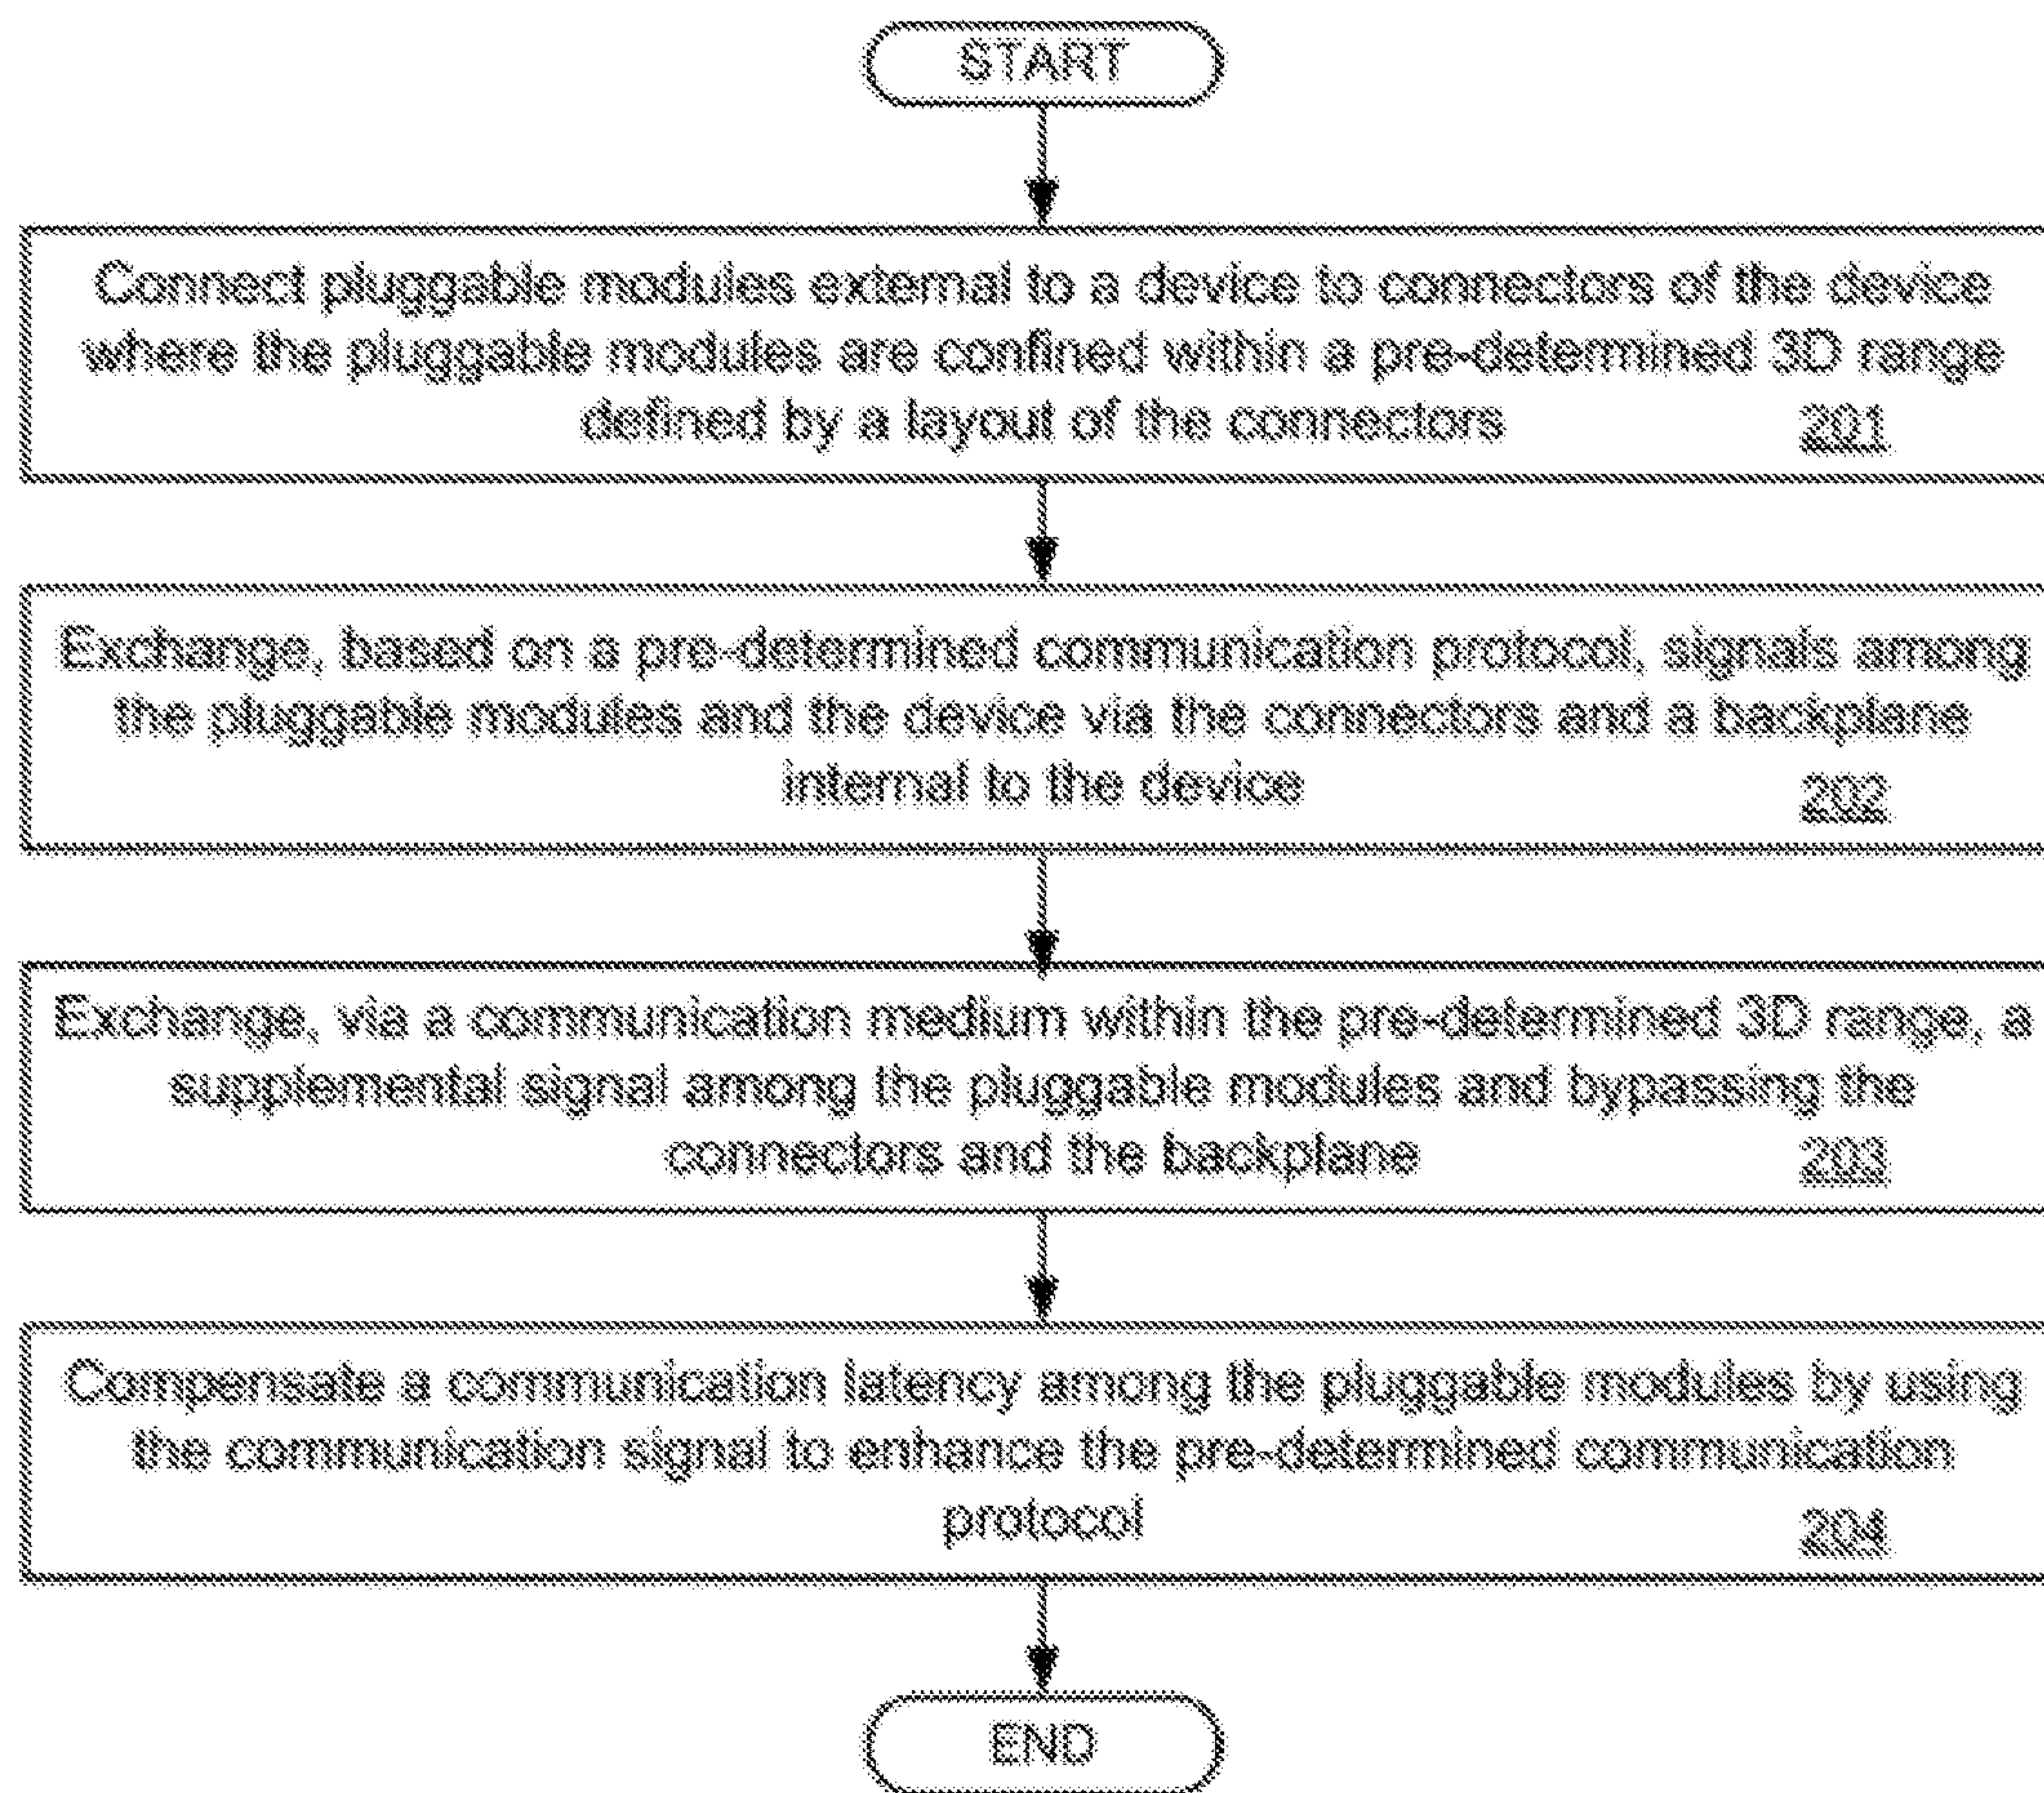 START
Connect pluggable modules external to a device to connectors of the device
where the pluggable modules are confined within a pre-determined 3D range
defined by a layout of the connectors
201
Exchange, based on a pre-determined communication protocol, signals among
the pluggable modules and the device via the connectors and a backplane
internal to the device
202
Exchange, via a communication medium within the pre-determined 3D range, a
supplemental signal among the pluggable modules and bypassing the
connectors and the backplane
203
Compensate a communication latency among the pluggable modules by using
the communication signal to enhance the pre-determined communication
protocol
204
END